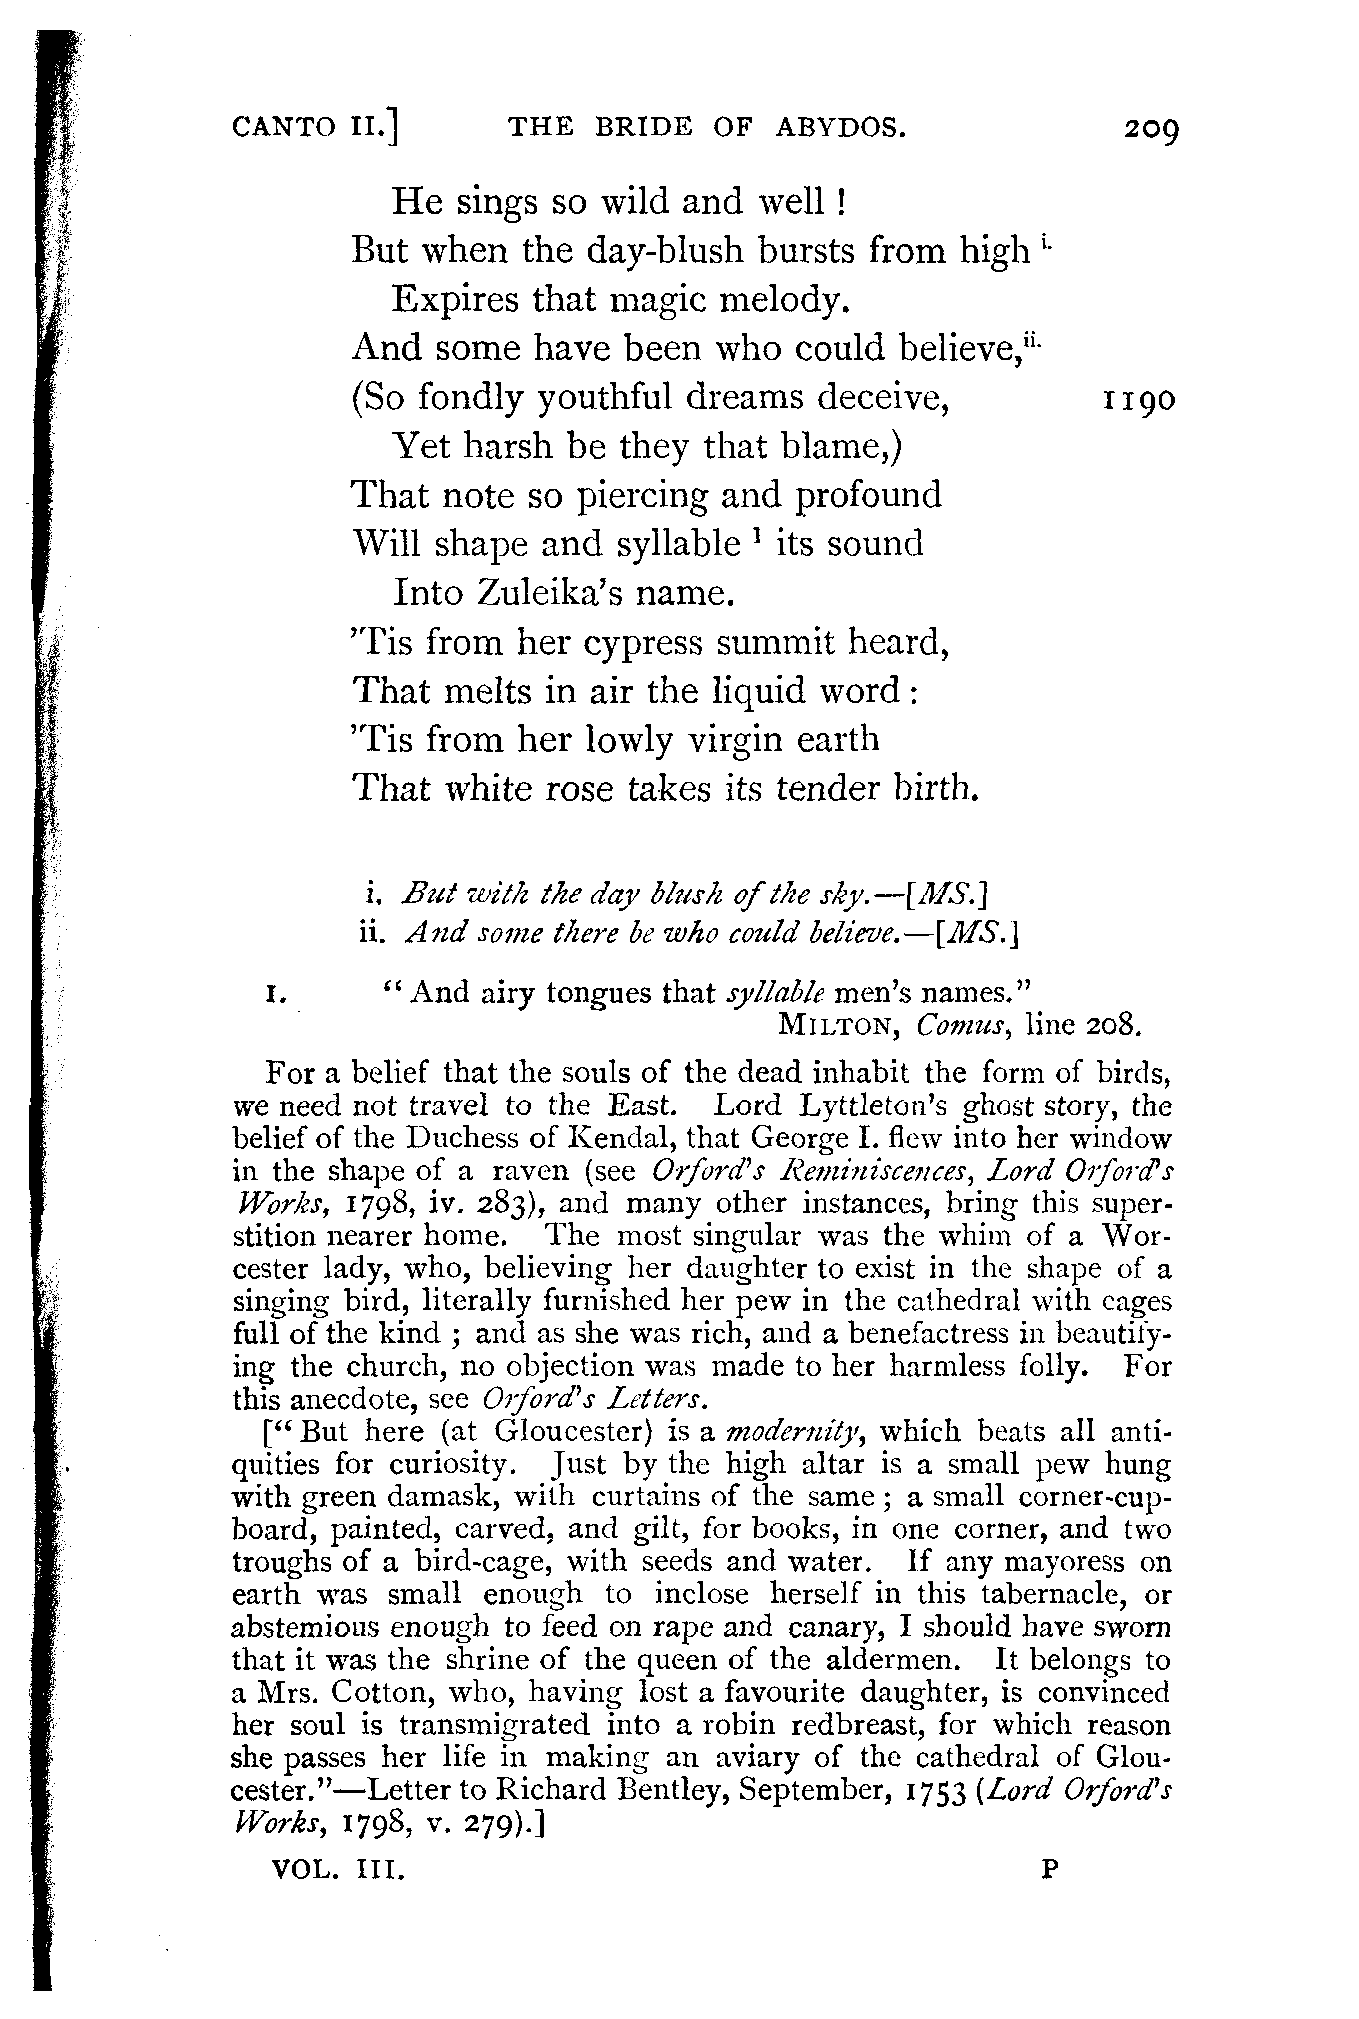 CANTO II.] THE BRIDE OF ABYDOS. 209
He sings so wild and well !
But when the day-blush bursts from high i.
Expires that magic melody.
And some have been who could believe,ii.
(So fondly youthful dreams deceive, 1190
Yet harsh be they that blame,)
That note so piercing and profound
Will shape and syllable 1 its sound
Into Zuleika's name.
'Tis from her cypress summit heard,
That melts in air the liquid word :
'Tis from her lowly virgin earth
That white rose takes its tender birth.
i. But with the day blush of the sky.—[MS.]
ii. And some there be who could believe.—[MS.]
1. "And airy tongues that syllable men's names."
MILTON, Comus, line 208.
For a belief that the souls of the dead inhabit the form of birds,
we need not travel to the East. Lord Lyttleton's ghost story, the
belief of the Duchess of Kendal, that George I. flew into her window
in the shape of a raven (see Orford's Reminiscences, Lord Orford's
Works, 1798, iv. 283), and many other instances, bring this super-
stition nearer home. The most singular was the whim of a Wor-
cester lady, who, believing her daughter to exist in the shape of a
singing bird, literally furnished her pew in the cathedral with cages
full of the kind ; and as she was rich, and a benefactress in beautify-
ing the church, no objection was made to her harmless folly. For
this anecdote, see Orford's Letters.
["But here (at Gloucester) is a modernity, which beats all anti-
quities for curiosity. Just by the high altar is a small pew hung
with green damask, with curtains of the same ; a small corner-cup-
board, painted, carved, and gilt, for books, in one corner, and two
troughs of a bird-cage, with seeds and water. If any mayoress on
earth was small enough to inclose herself in this tabernacle, or
abstemious enough to feed on rape and canary, I should have sworn
that it was the shrine of the queen of the aldermen. It belongs to
a Mrs. Cotton, who, having lost a favourite daughter, is convinced
her soul is transmigrated into a robin redbreast, for which reason
she passes her life in making an aviary of the cathedral of Glou-
cester."—Letter to Richard Bentley, September, 1753 (Lord Orford's
Works, 1798, v. 279).]
VOL. III. P